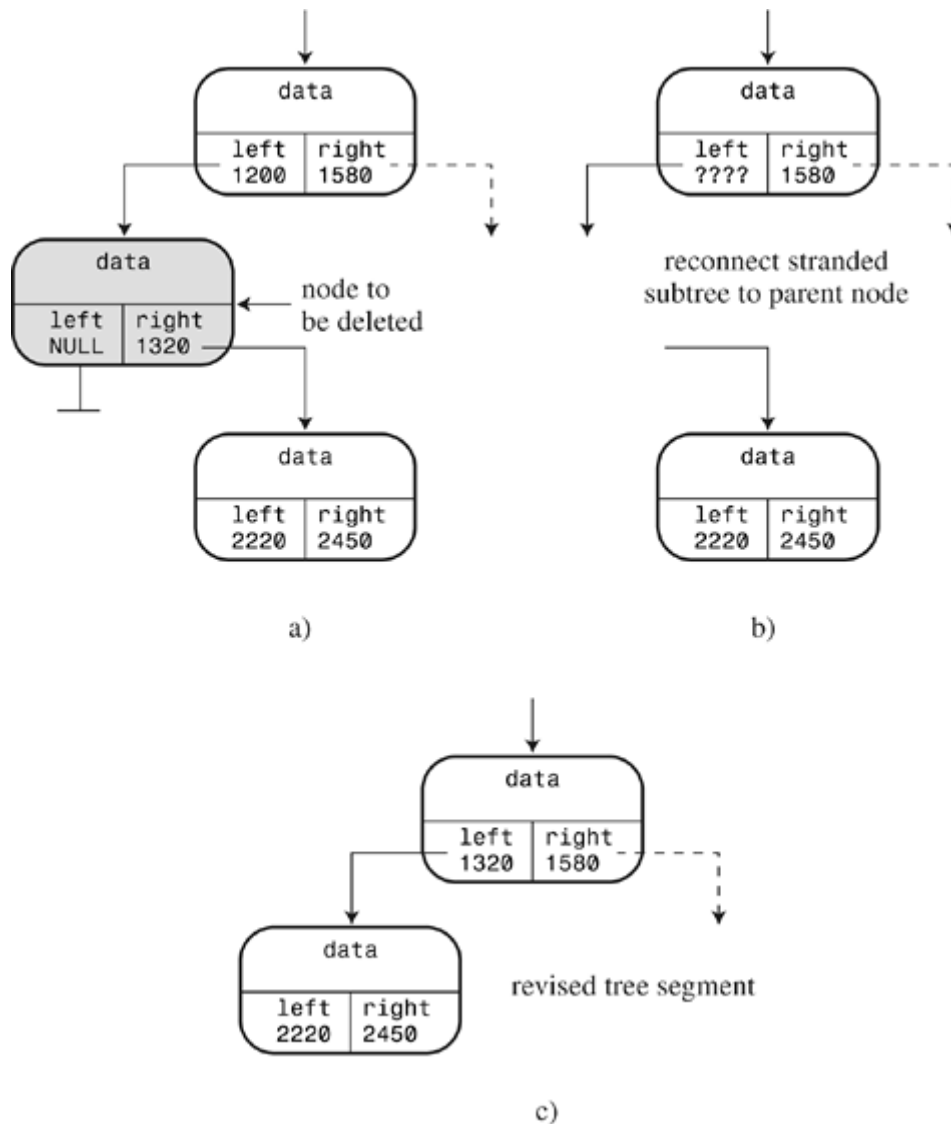 data
left right
1200 1580
data
left right
NULL 1320
node to
be deleted
data
left right
2220 2450
a)
data
left right
???? 1580
reconnect stranded
subtree to parent node
data
left right
2220 2450
b)
data
left right
1320 1580
data
left right
2220 2450
revised tree segment
c)